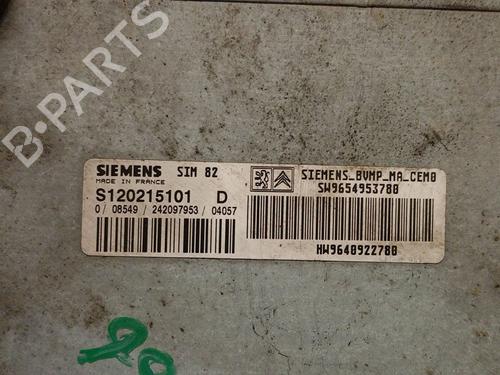 B-PARTS
SIEMENS SIM 82
MADE IN FRANCE
S120215101 D
0 / 08549 / 242097953 / 04057
SIEMENS_BVMP_MA_CEM0
SW9654953780
HW9640922780